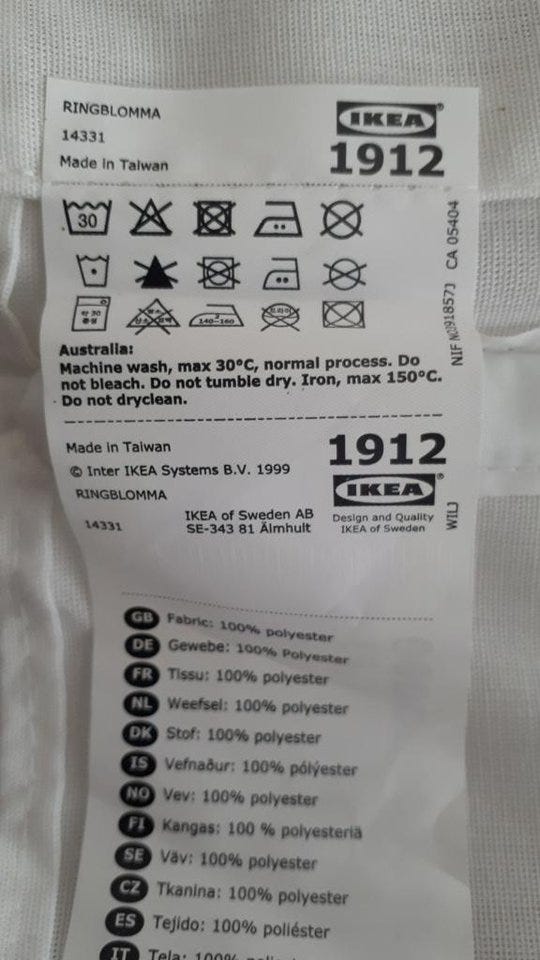 RINGBLOMMA
14331
Made in Taiwan
IKEA®
1912
30
140-160
NIF
CA 05404
Australia:
Machine wash, max 30°C, normal process. Do
not bleach. Do not tumble dry. Iron, max 150°C.
Do not dryclean.
Made in Taiwan
© Inter IKEA Systems B.V. 1999
RINGBLOMMA
14331
IKEA of Sweden AB
SE-343 81 Älmhult
1912
IKEA®
Design and Quality
IKEA of Sweden
WILJ
GB Fabric: 100% polyester
DE Gewebe: 100% Polyester
FR Tissu: 100% polyester
NL Weefsel: 100% polyester
DK Stof: 100% polyester
IS Vefnaður: 100% pólýester
NO Vev: 100% polyester
FI Kangas: 100 % polyesteriä
SE Väv: 100% polyester
CZ Tkanina: 100% polyester
ES Tejido: 100% poliéster
IT Tela: 100%